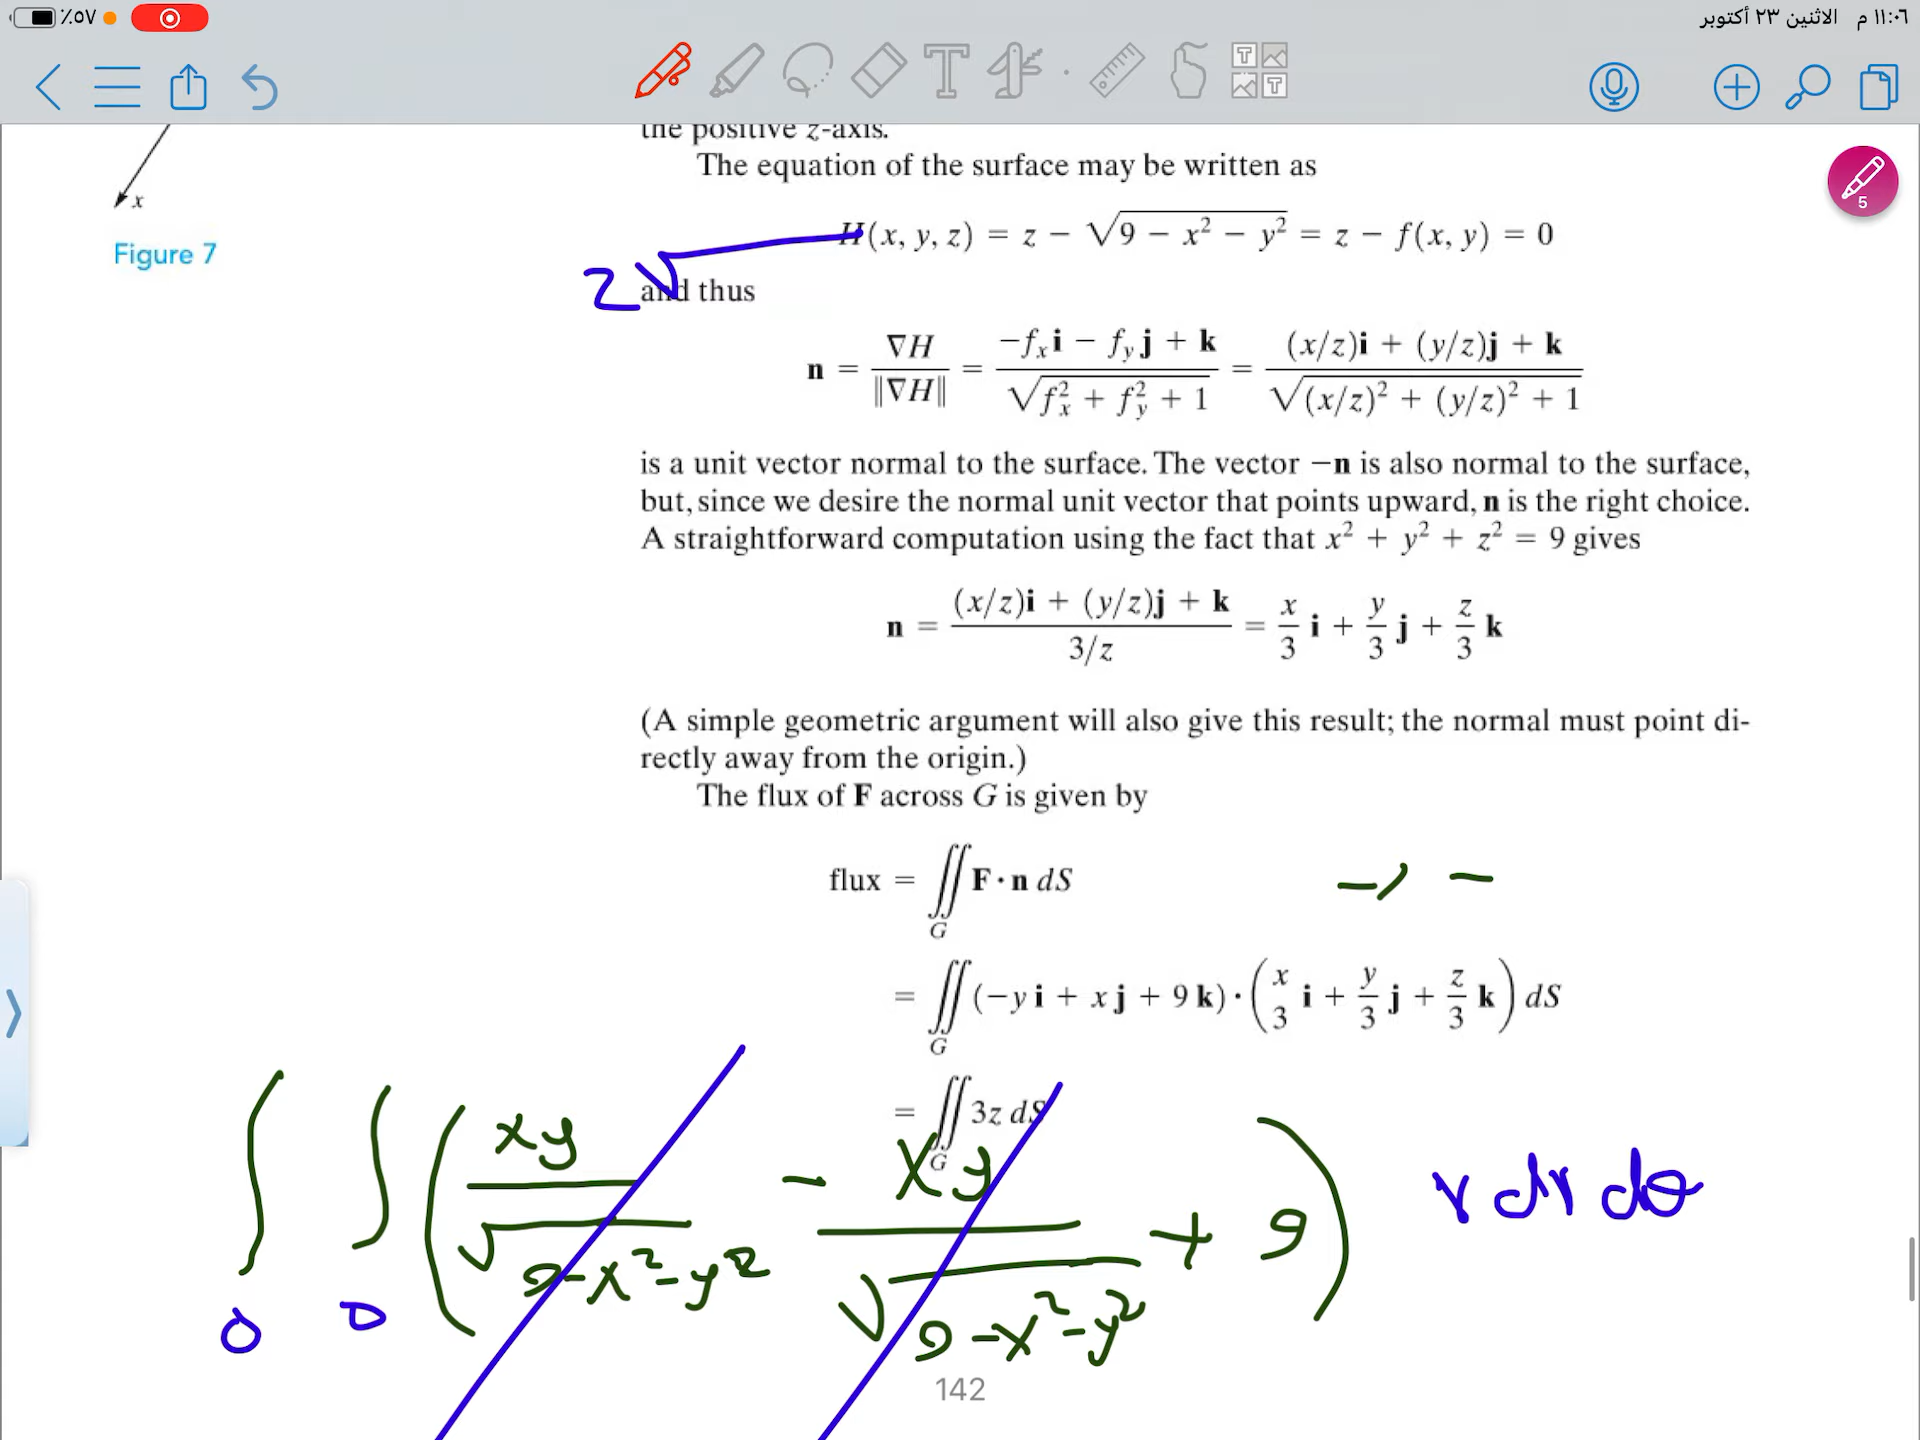 ٪٥٧
١١:٠٦ م الاثنين ٢٣ أكتوبر
5
the positive z-axis.
The equation of the surface may be written as
H(x, y, z) = z − √(9 − x² − y²) = z − f(x, y) = 0
x
Figure 7
2√
and thus
n = ∇H / ‖∇H‖ = (−fₓi − f_y j + k) / √(fₓ² + f_y² + 1) = ((x/z)i + (y/z)j + k) / √((x/z)² + (y/z)² + 1)
is a unit vector normal to the surface. The vector −n is also normal to the surface,
but, since we desire the normal unit vector that points upward, n is the right choice.
A straightforward computation using the fact that x² + y² + z² = 9 gives
n = ((x/z)i + (y/z)j + k) / (3/z) = x/3 i + y/3 j + z/3 k
(A simple geometric argument will also give this result; the normal must point di-
rectly away from the origin.)
The flux of F across G is given by
flux = ∬_G F · n dS
−, −
= ∬_G (−y i + x j + 9 k) · (x/3 i + y/3 j + z/3 k) dS
= ∬_G 3z dS
∫₀ ∫₀ (xy / √(9−x²−y²) − xy / √(9−x²−y²) + 9) r dr dθ
142